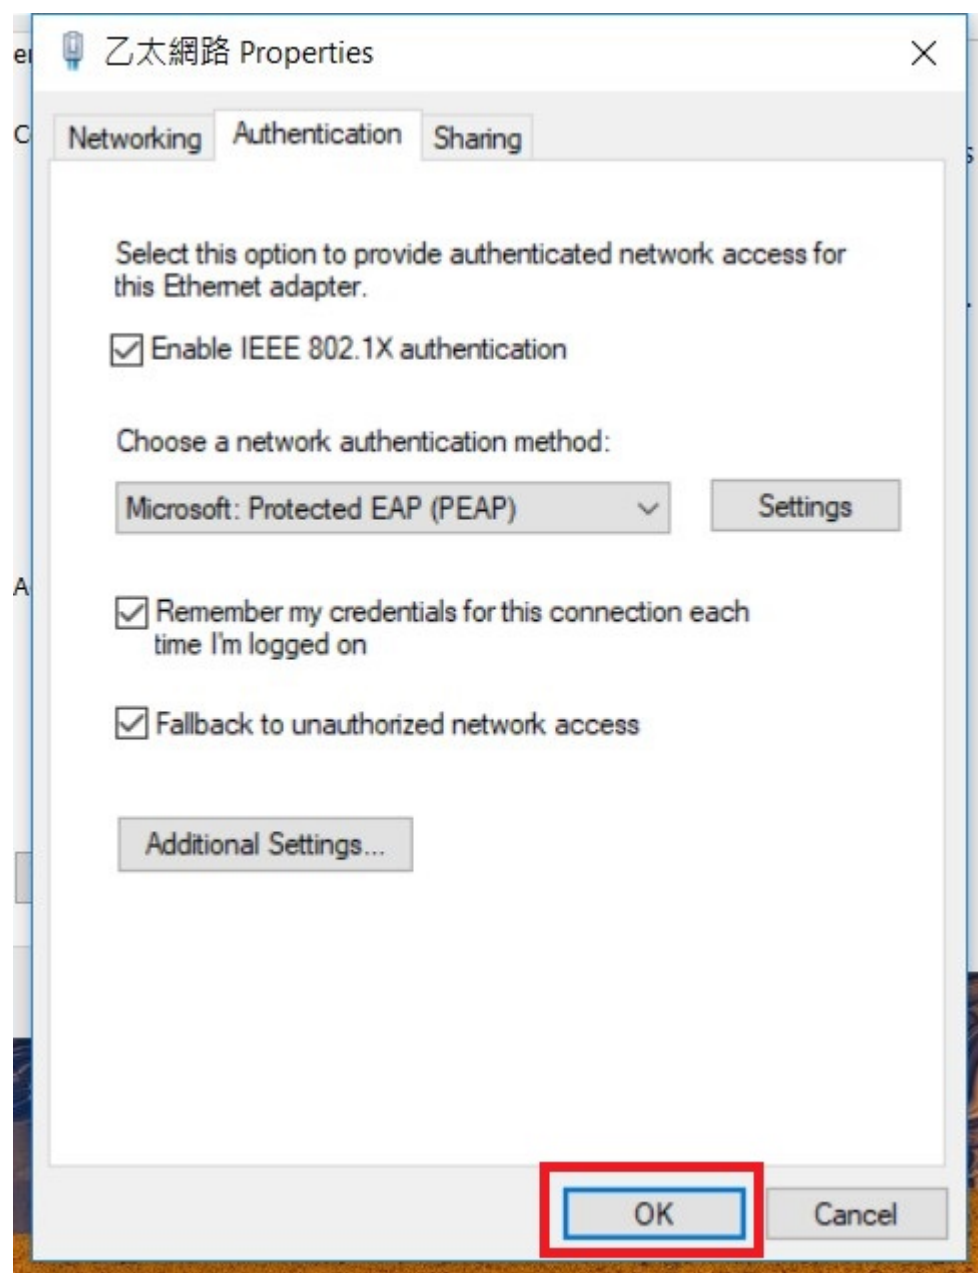 乙太網路 Properties
Networking
Authentication
Sharing
Select this option to provide authenticated network access for
this Ethernet adapter.
Enable IEEE 802.1X authentication
Choose a network authentication method:
Microsoft: Protected EAP (PEAP)
Settings
Remember my credentials for this connection each
time I'm logged on
Fallback to unauthorized network access
Additional Settings...
OK
Cancel